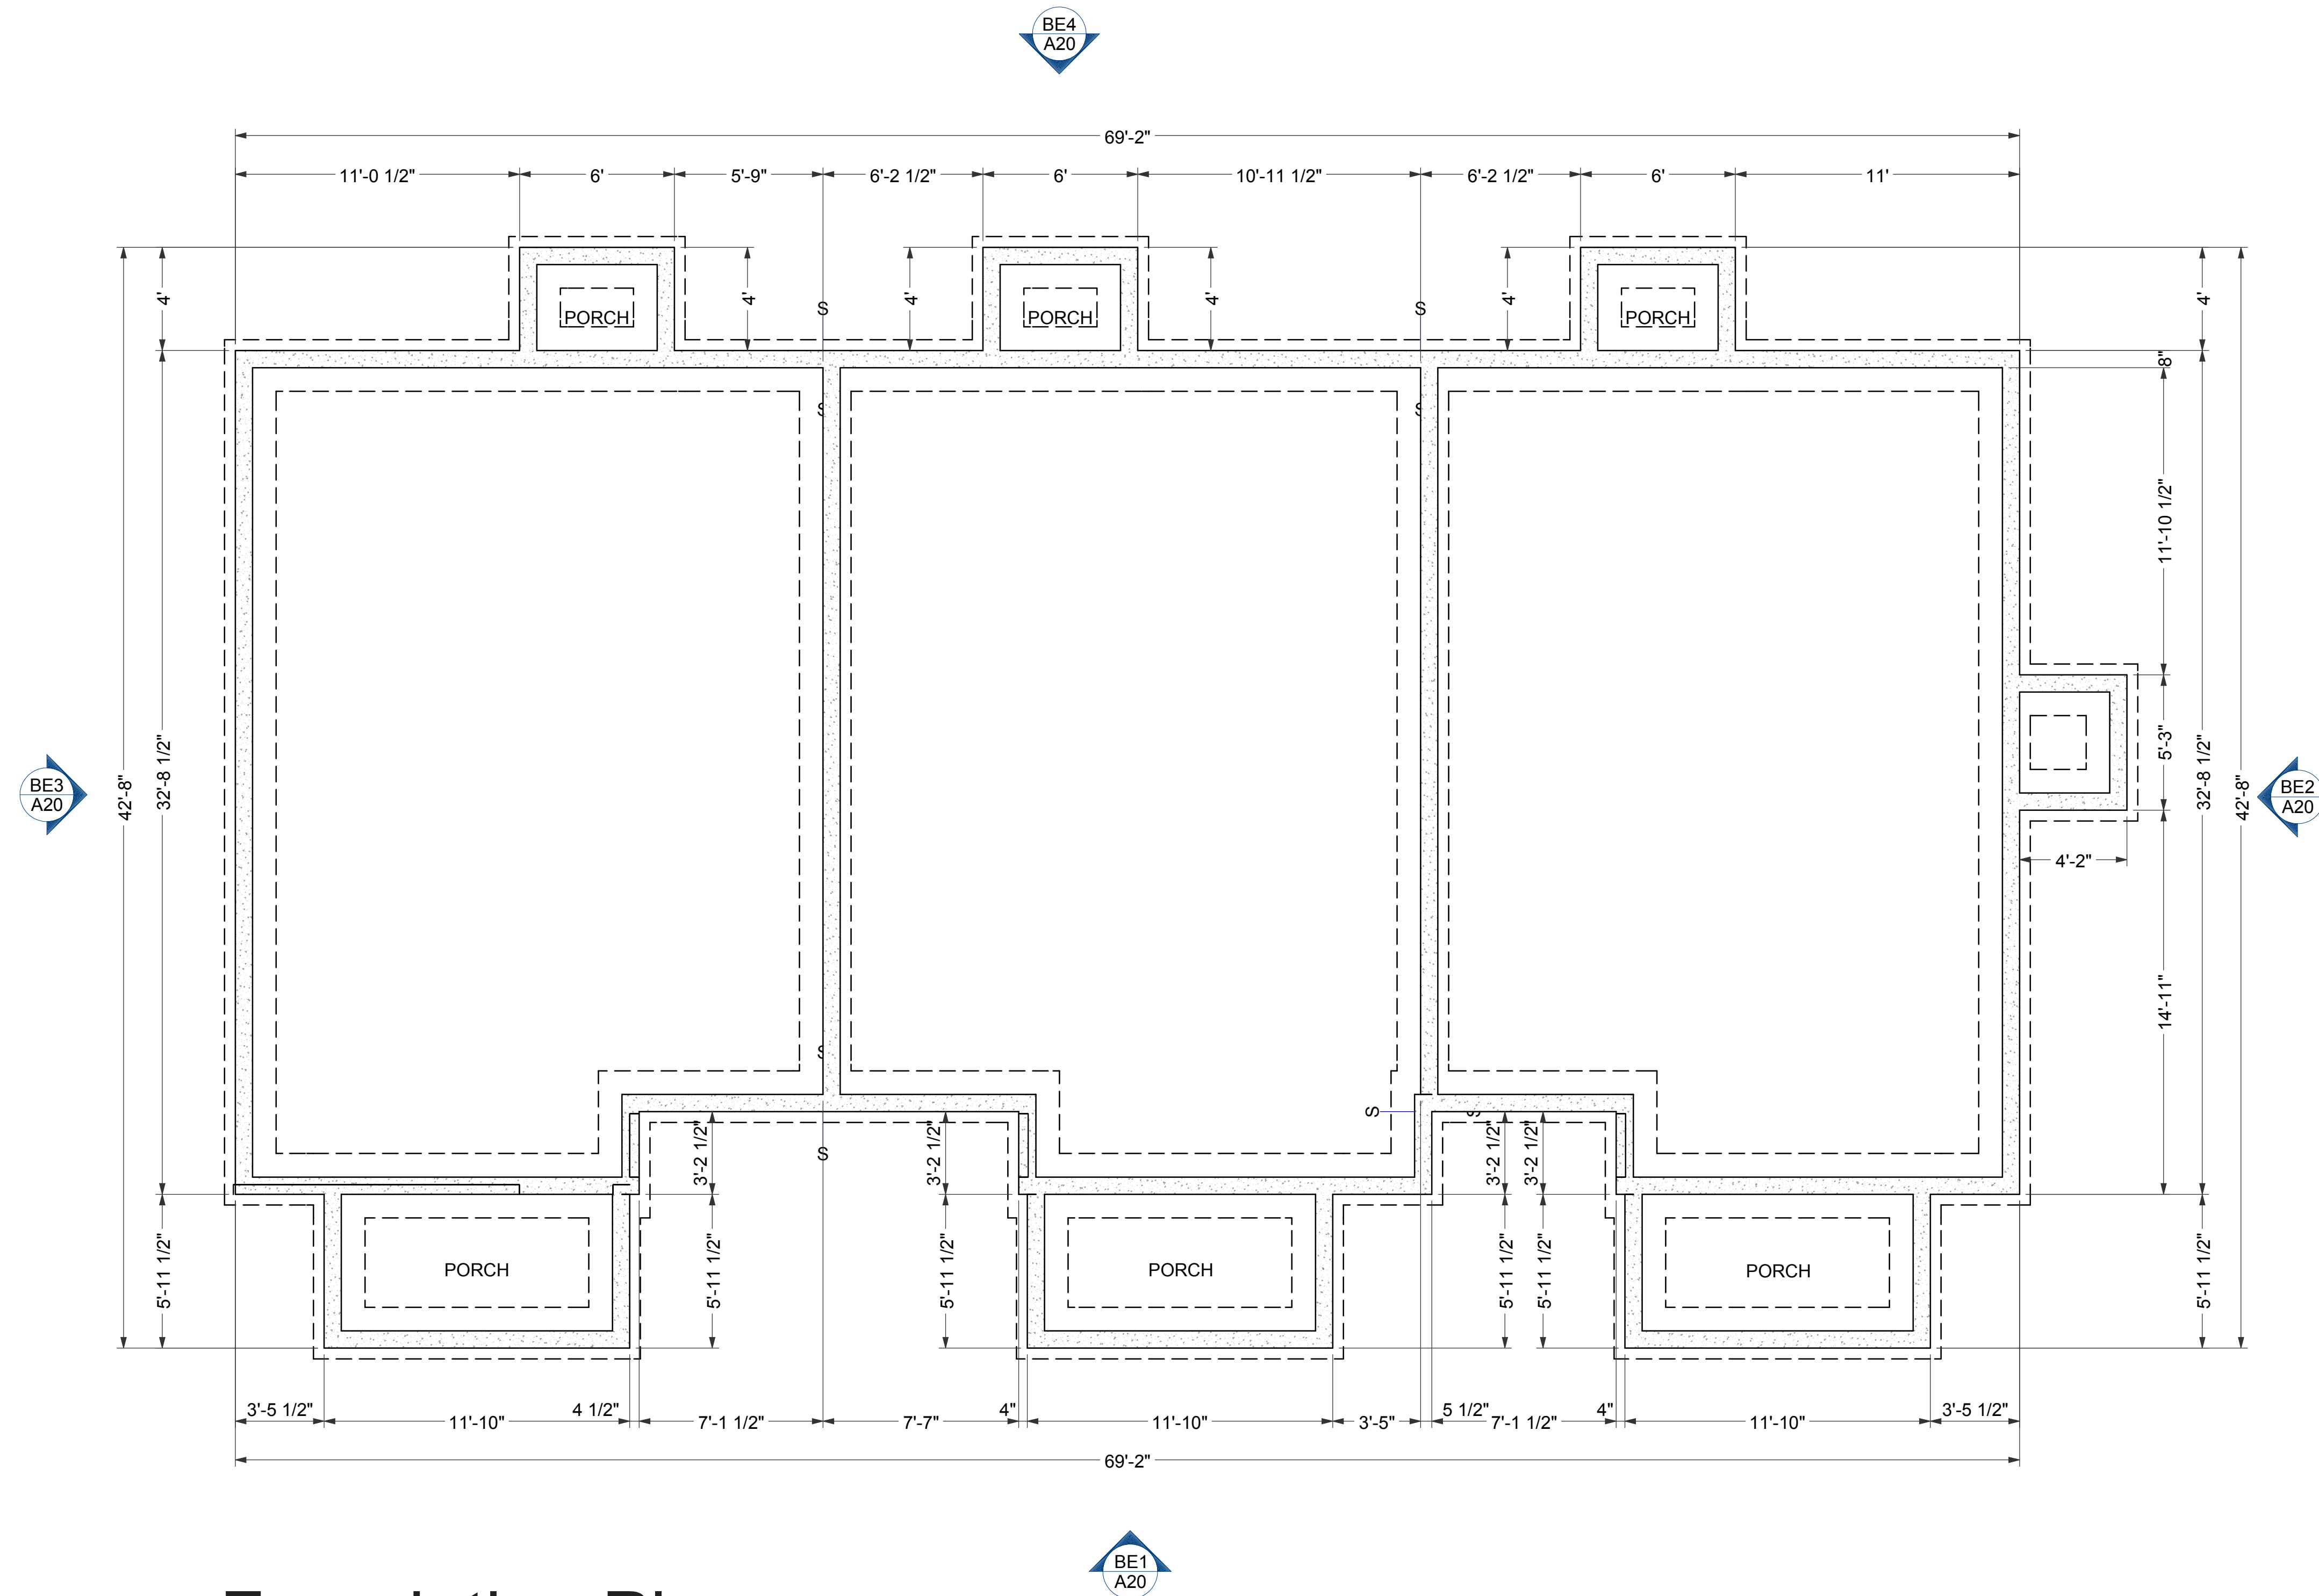 BE4
A20
69'-2"
11'-0 1/2" 6' 5'-9" 6'-2 1/2" 6' 10'-11 1/2" 6'-2 1/2" 6' 11'
4' 4' 4' 4' 4' 4'
S S
PORCH PORCH PORCH
8"
S S
11'-10 1/2"
42'-8" 32'-8 1/2" 5'-3" 32'-8 1/2" 42'-8"
BE3
A20
BE2
A20
4'-2"
14'-11"
S
S S
3'-2 1/2" 3'-2 1/2" 3'-2 1/2" 3'-2 1/2"
S
5'-11 1/2" 5'-11 1/2" 5'-11 1/2" 5'-11 1/2" 5'-11 1/2" 5'-11 1/2"
PORCH PORCH PORCH
3'-5 1/2" 11'-10" 4 1/2" 7'-1 1/2" 7'-7" 4" 11'-10" 3'-5" 5 1/2" 7'-1 1/2" 4" 11'-10" 3'-5 1/2"
69'-2"
BE1
A20